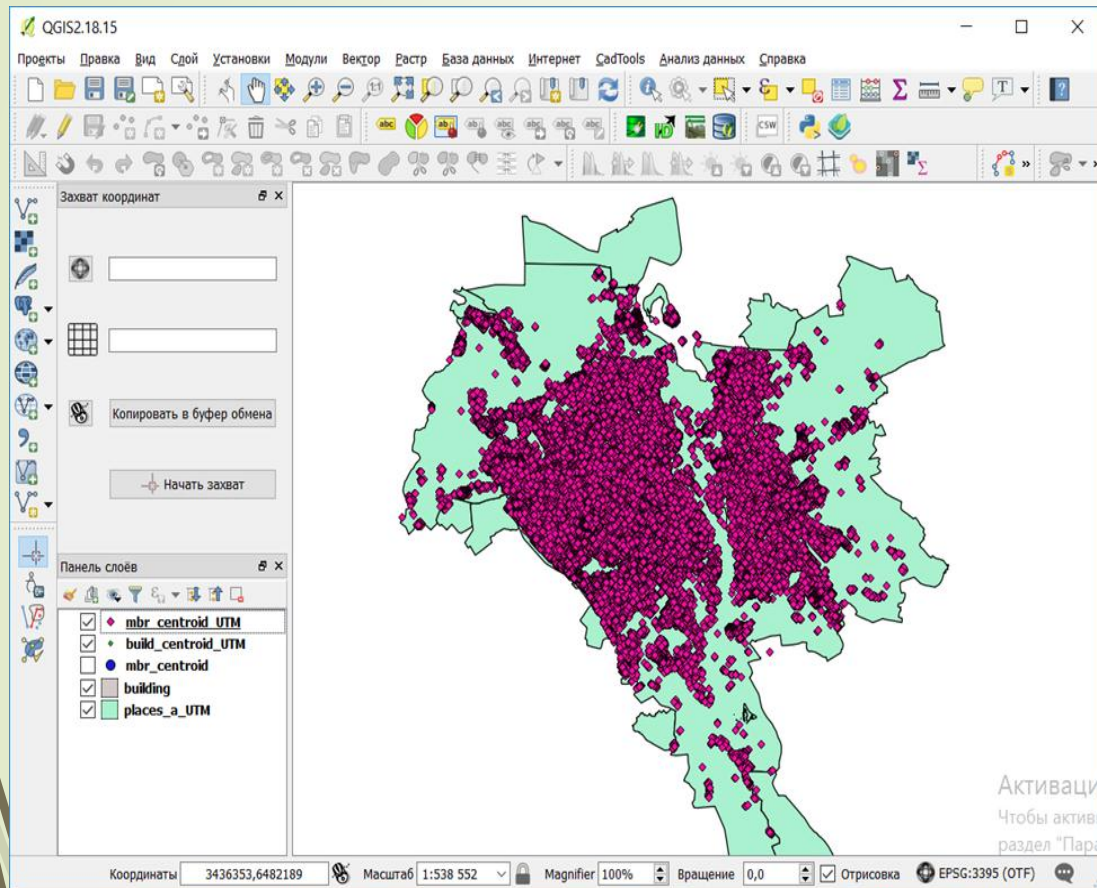 QGIS2.18.15
Проекты Правка Вид Слой Установки Модули Вектор Растр База данных Интернет CadTools Анализ данных Справка
Захват координат
Копировать в буфер обмена
Начать захват
Панель слоёв
mbr_centroid_UTM
build_centroid_UTM
mbr_centroid
building
places_a_UTM
Активаци
Чтобы актив
раздел "Пара
Координаты 3436353,6482189 Масштаб 1:538 552 Magnifier 100% Вращение 0,0 Отрисовка EPSG:3395 (OTF)